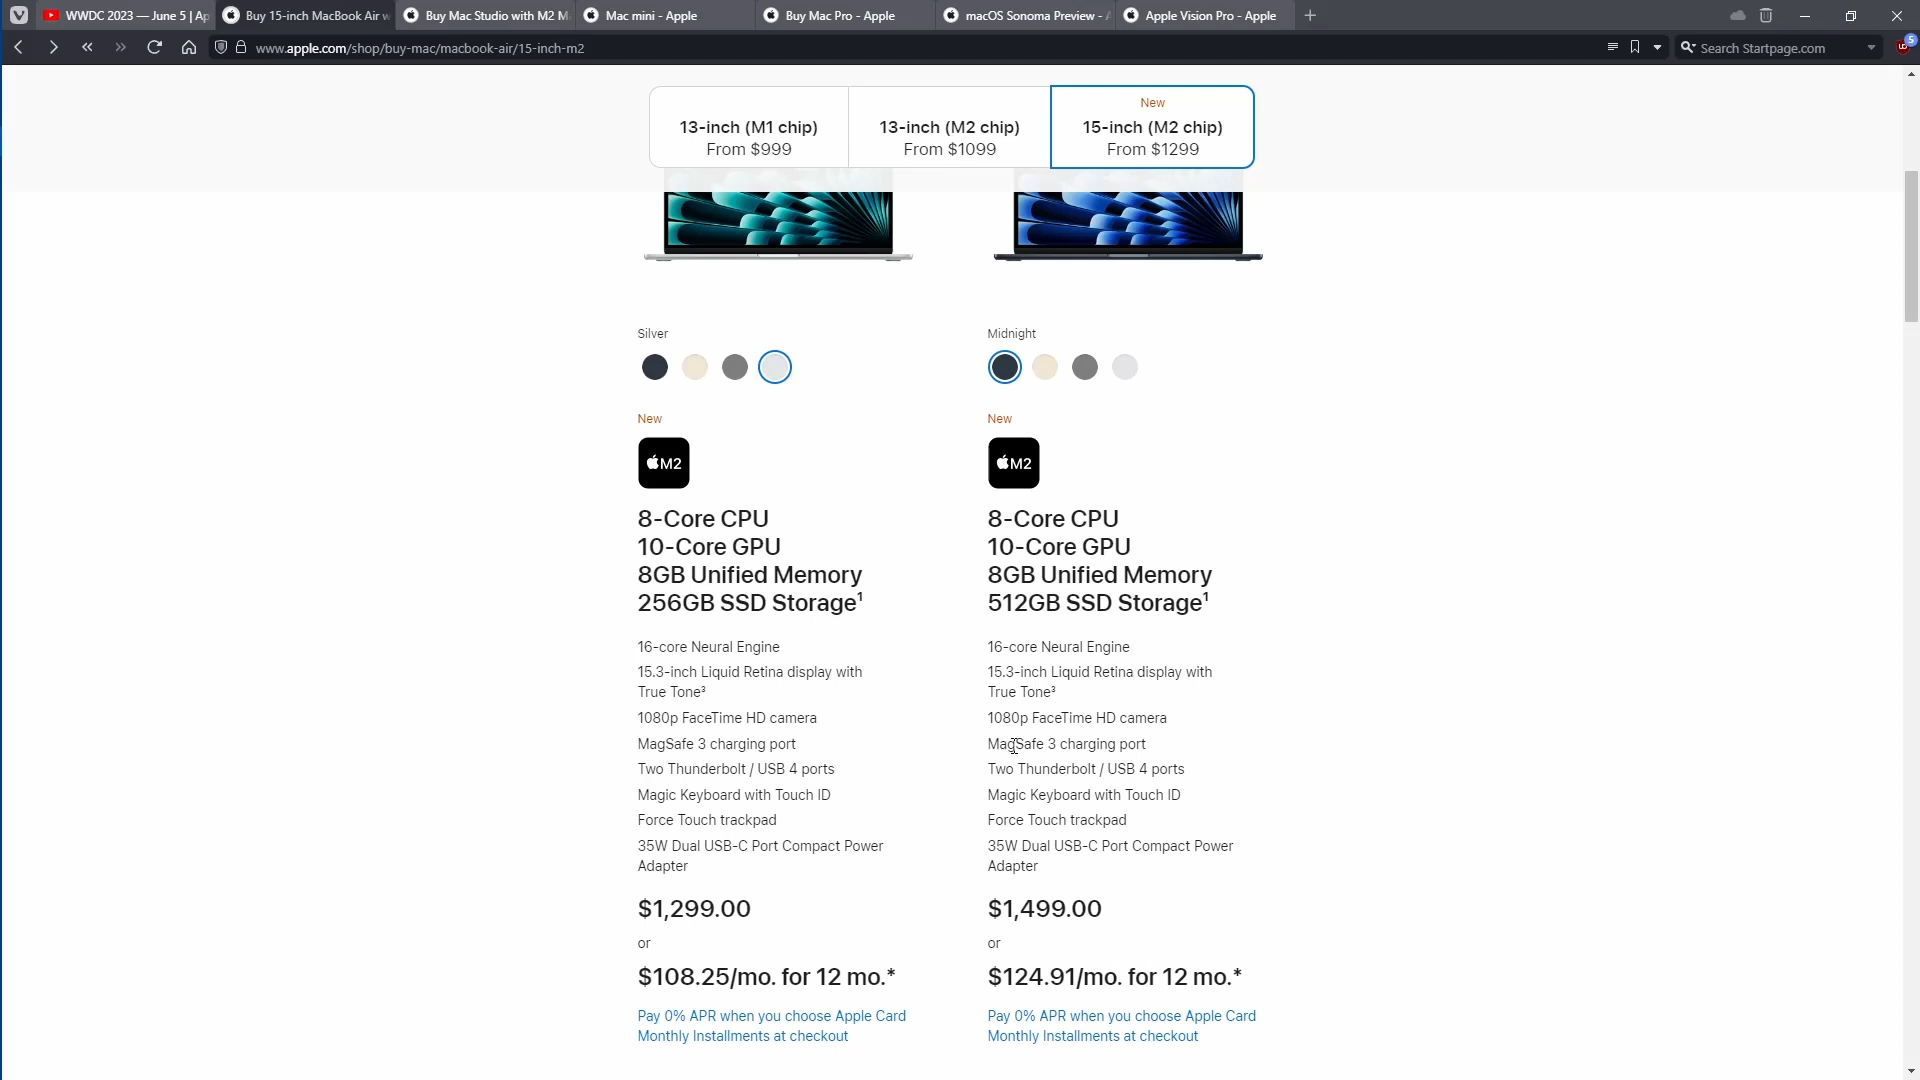 WWDC 2023 — June 5 | Ap
Buy 15-inch MacBook Air w
Buy Mac Studio with M2 M
Mac mini - Apple
Buy Mac Pro - Apple
macOS Sonoma Preview - A
Apple Vision Pro - Apple
www.apple.com/shop/buy-mac/macbook-air/15-inch-m2
Search Startpage.com
5
13-inch (M1 chip)
From $999
13-inch (M2 chip)
From $1099
New
15-inch (M2 chip)
From $1299
Silver
New
M2
8-Core CPU
10-Core GPU
8GB Unified Memory
256GB SSD Storage¹
16-core Neural Engine
15.3-inch Liquid Retina display with
True Tone³
1080p FaceTime HD camera
MagSafe 3 charging port
Two Thunderbolt / USB 4 ports
Magic Keyboard with Touch ID
Force Touch trackpad
35W Dual USB-C Port Compact Power
Adapter
$1,299.00
or
$108.25/mo. for 12 mo.*
Pay 0% APR when you choose Apple Card
Monthly Installments at checkout
Midnight
New
M2
8-Core CPU
10-Core GPU
8GB Unified Memory
512GB SSD Storage¹
16-core Neural Engine
15.3-inch Liquid Retina display with
True Tone³
1080p FaceTime HD camera
MagSafe 3 charging port
Two Thunderbolt / USB 4 ports
Magic Keyboard with Touch ID
Force Touch trackpad
35W Dual USB-C Port Compact Power
Adapter
$1,499.00
or
$124.91/mo. for 12 mo.*
Pay 0% APR when you choose Apple Card
Monthly Installments at checkout